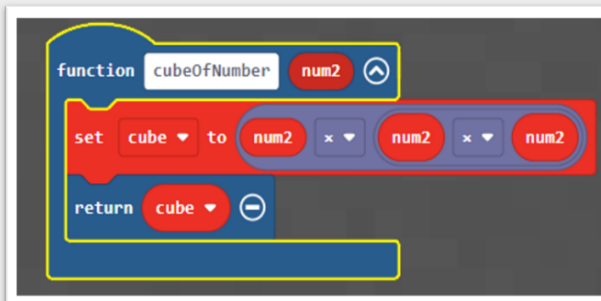 function cubeOfNumber num2
set cube to num2 × num2 × num2
return cube